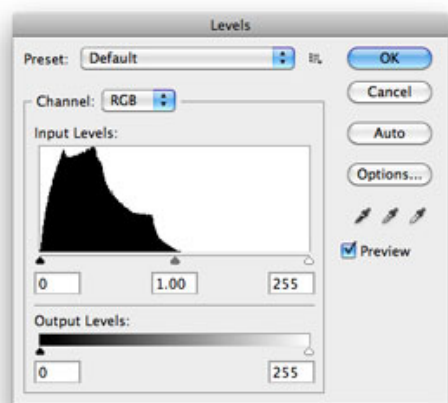 Levels
Preset: Default
OK
Cancel
Auto
Options...
Preview
Channel: RGB
Input Levels:
0 1.00 255
Output Levels:
0 255